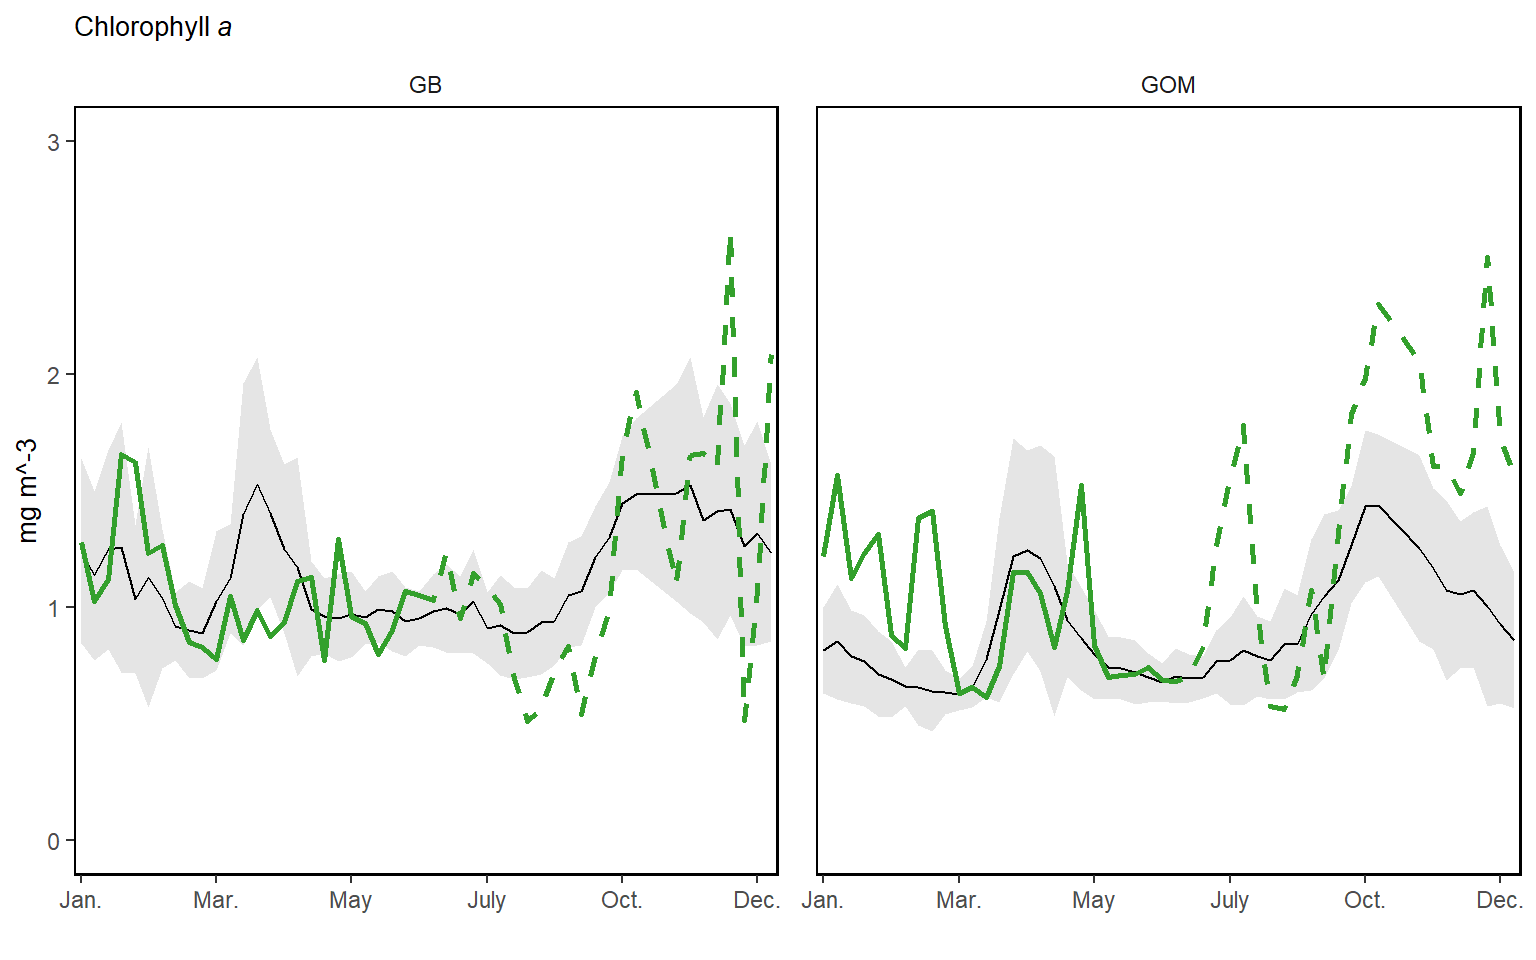 Chlorophyll a
GB
GOM
mg m^-3
3
2
1
0
Jan.
Mar.
May
July
Oct.
Dec.
Jan.
Mar.
May
July
Oct.
Dec.